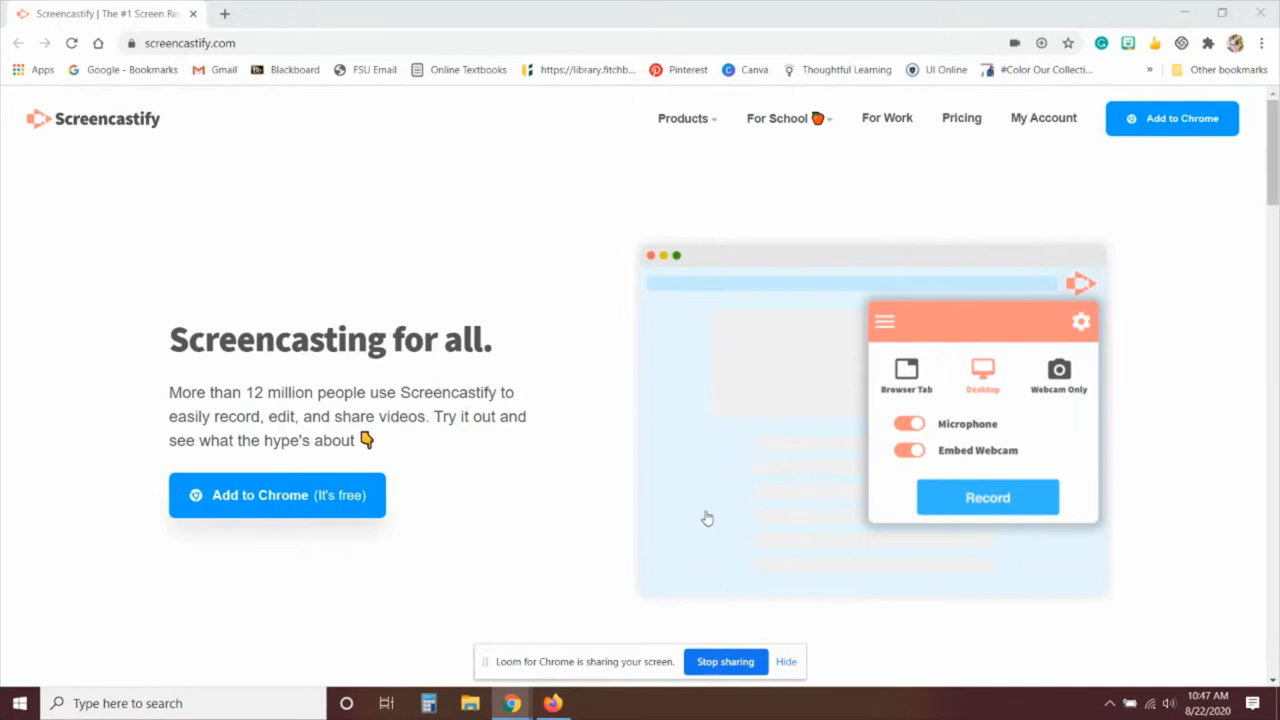 Screencastify | The #1 Screen Re
screencastify.com
Apps
Google - Bookmarks
Gmail
Blackboard
FSU Email
Online Textbooks
https://library.fitchb...
Pinterest
Canva
Thoughtful Learning
UI Online
#Color Our Collecti...
»
Other bookmarks
Screencastify
Products
For School
For Work
Pricing
My Account
Add to Chrome
Screencasting for all.
More than 12 million people use Screencastify to
easily record, edit, and share videos. Try it out and
see what the hype's about
Add to Chrome (It's free)
Browser Tab
Desktop
Webcam Only
Microphone
Embed Webcam
Record
Loom for Chrome is sharing your screen.
Stop sharing
Hide
Type here to search
10:47 AM
8/22/2020